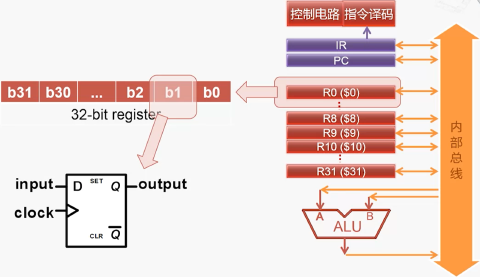 控制电路 指令译码
IR
PC
b31 b30 ... b2 b1 b0
32-bit register
R0 ($0)
⋮
R8 ($8)
R9 ($9)
R10 ($10)
⋮
R31 ($31)
内部总线
input D SET Q output
clock
CLR Q̅
A B
ALU